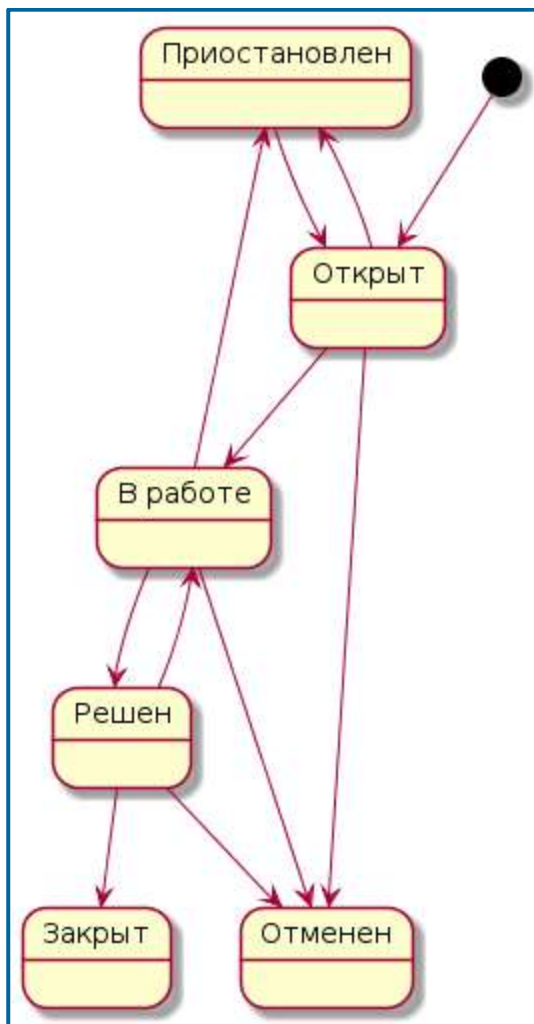 Приостановлен
Открыт
В работе
Решен
Закрыт
Отменен